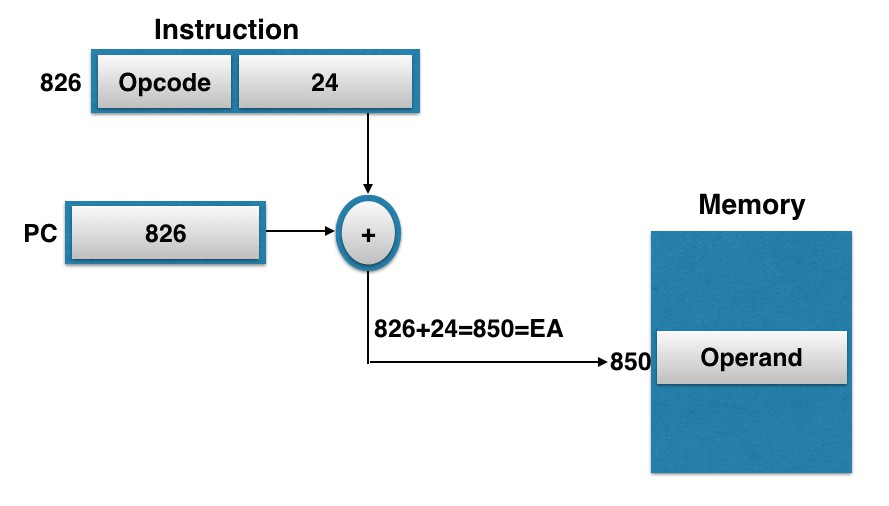 Instruction
826
Opcode
24
PC
826
+
Memory
826+24=850=EA
850
Operand